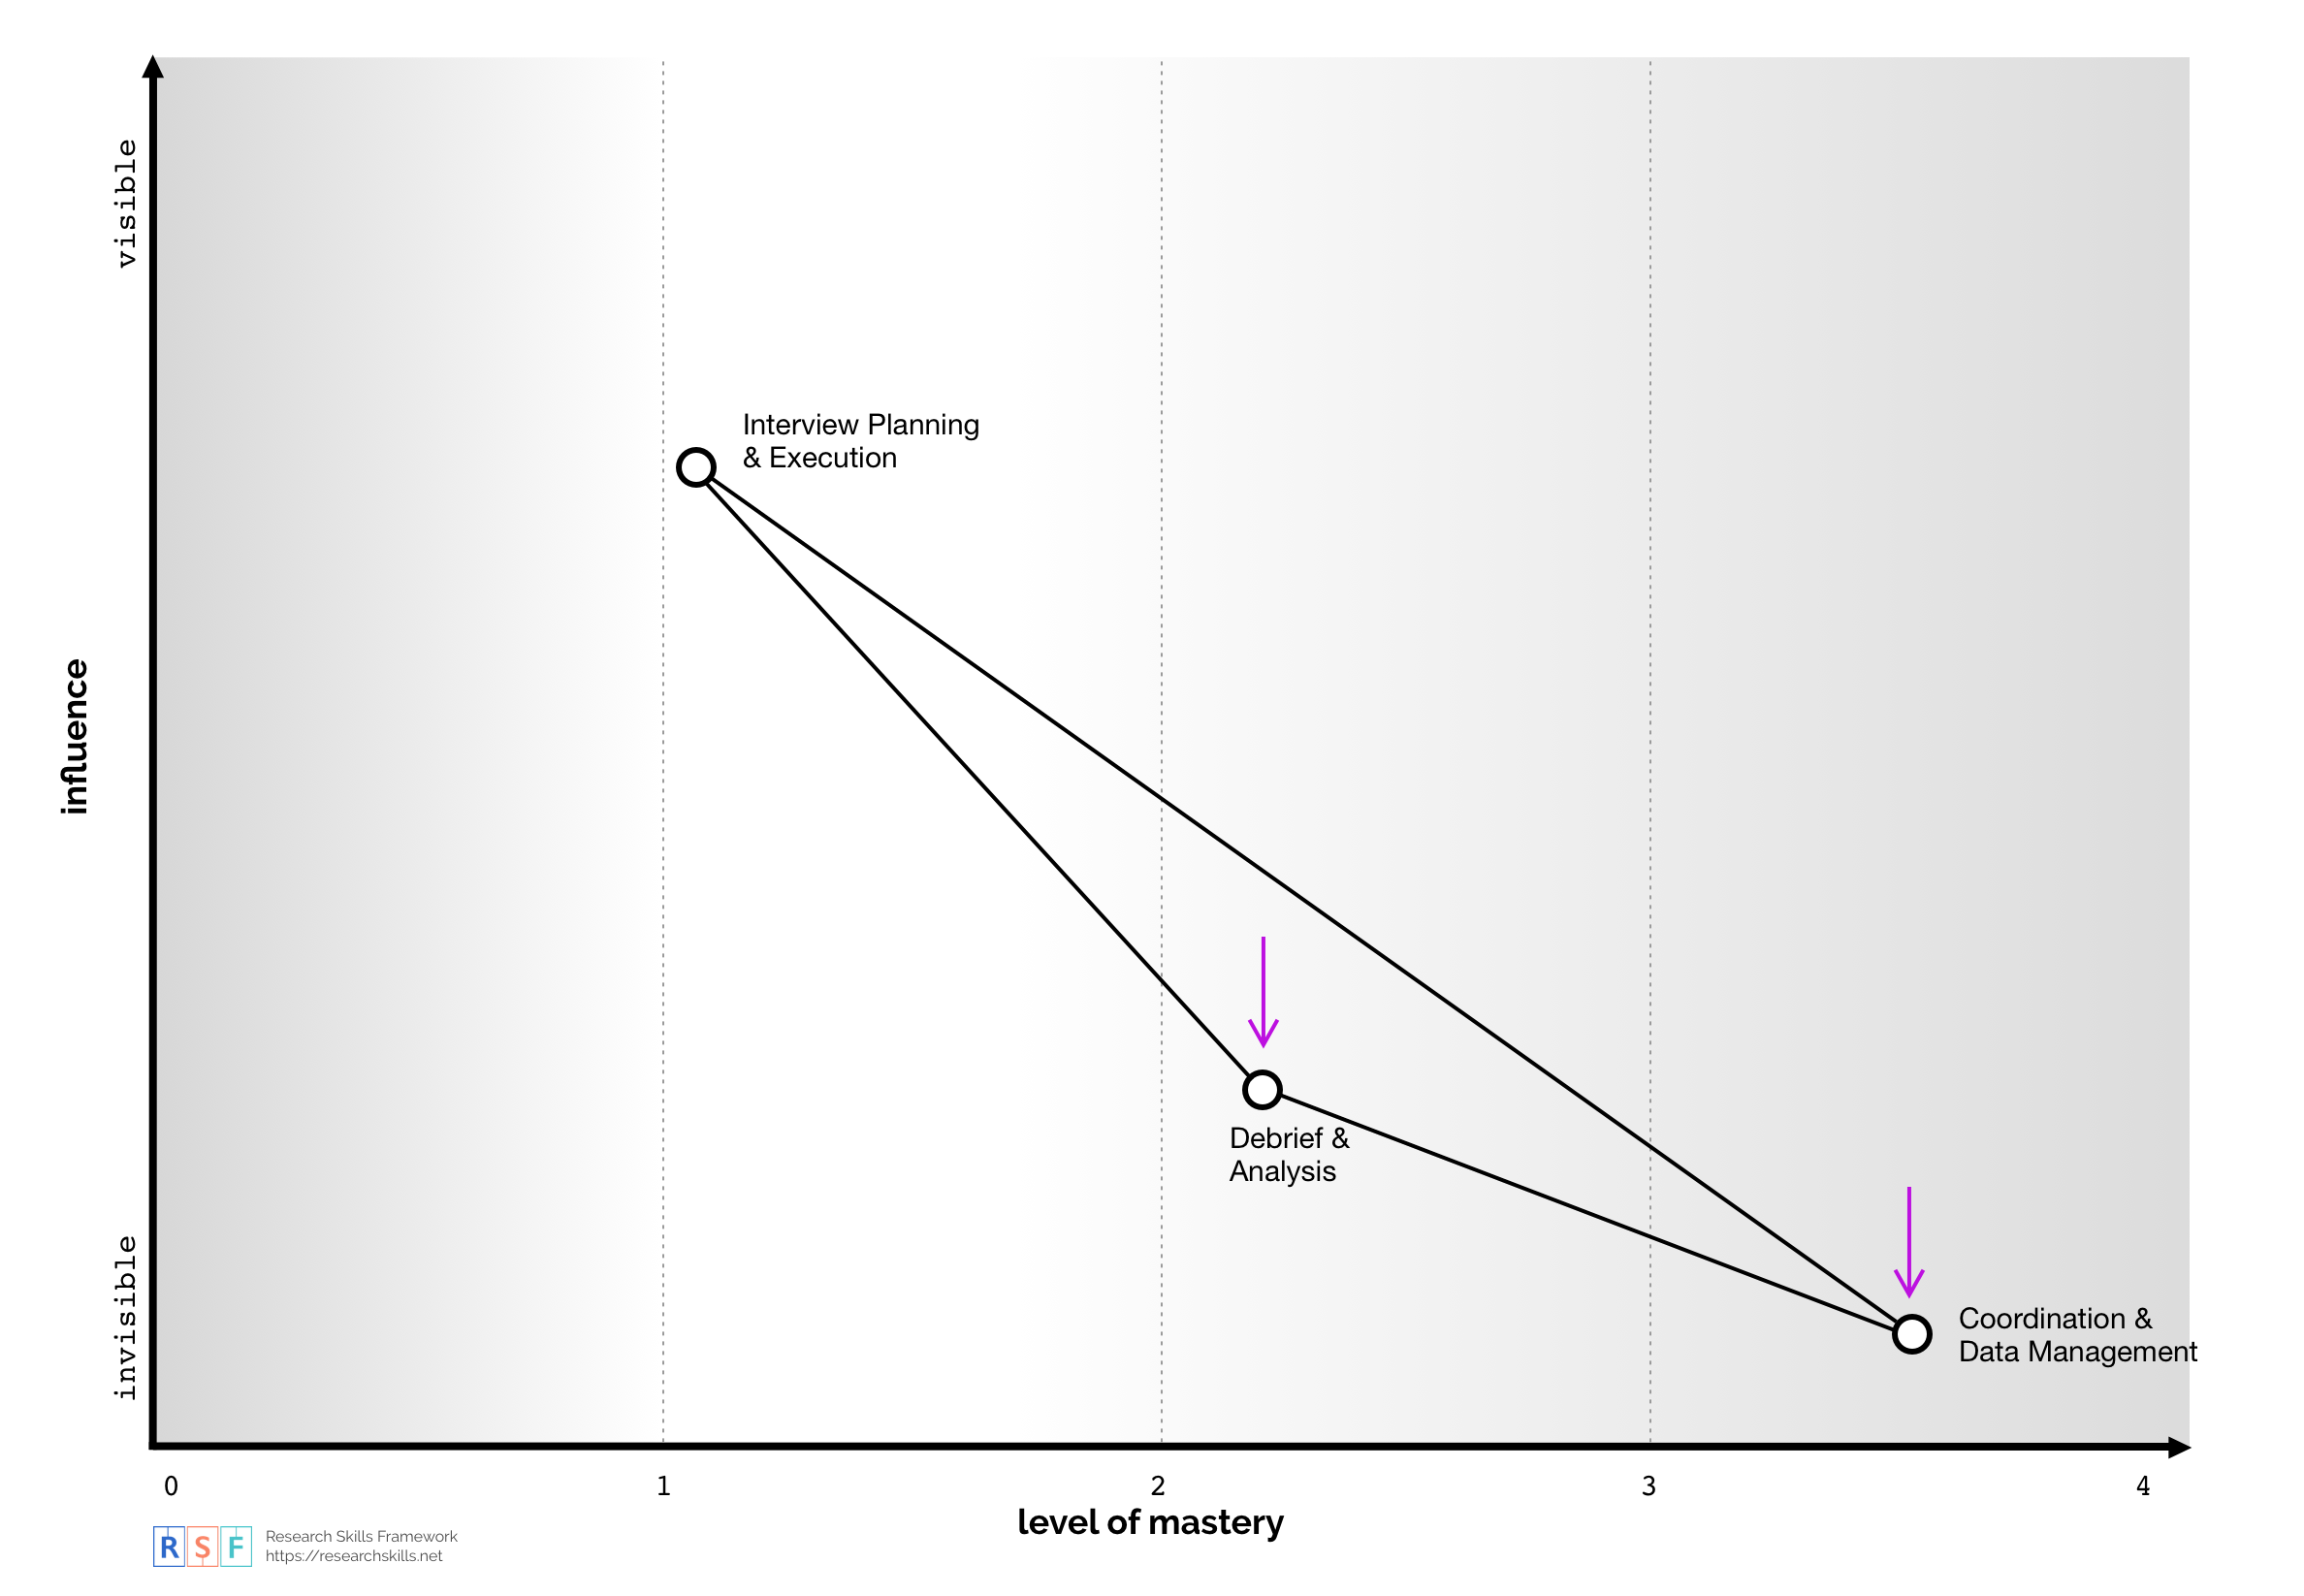 visible
Interview Planning
& Execution
influence
Debrief &
Analysis
invisible
Coordination &
Data Management
0 1 2 3 4
level of mastery
R S F
Research Skills Framework
https://researchskills.net